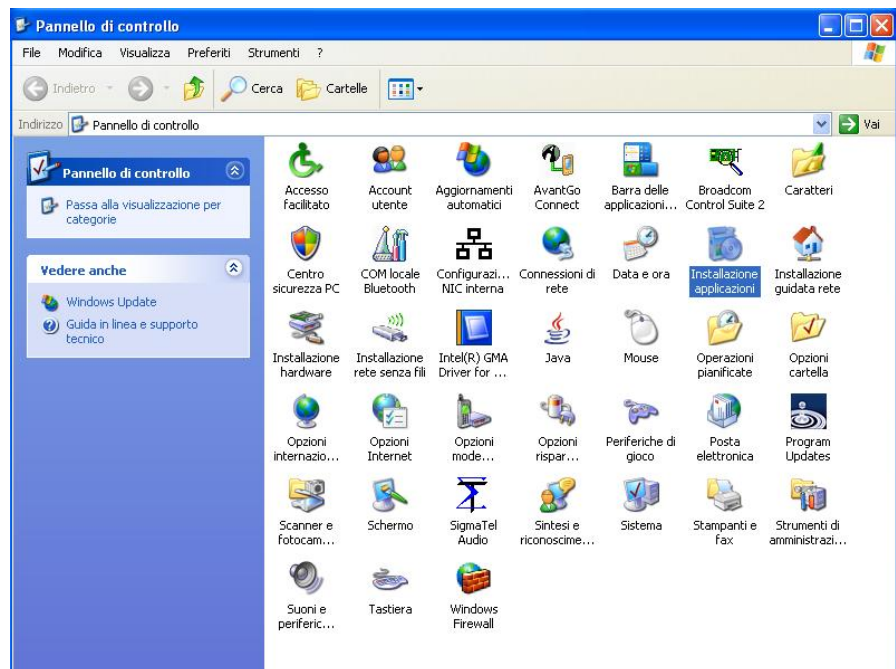 Pannello di controllo
File Modifica Visualizza Preferiti Strumenti ?
Indietro Cerca Cartelle
Indirizzo Pannello di controllo Vai
Pannello di controllo
Passa alla visualizzazione per
categorie
Vedere anche
Windows Update
Guida in linea e supporto
tecnico
Accesso
facilitato
Account
utente
Aggiornamenti
automatici
AvantGo
Connect
Barra delle
applicazioni...
Broadcom
Control Suite 2
Caratteri
Centro
sicurezza PC
COM locale
Bluetooth
Configurazi...
NIC interna
Connessioni di
rete
Data e ora
Installazione
applicazioni
Installazione
guidata rete
Installazione
hardware
Installazione
rete senza fili
Intel(R) GMA
Driver for ...
Java
Mouse
Operazioni
pianificate
Opzioni
cartella
Opzioni
internazio...
Opzioni
Internet
Opzioni
mode...
Opzioni
rispar...
Periferiche di
gioco
Posta
elettronica
Program
Updates
Scanner e
fotocam...
Schermo
SigmaTel
Audio
Sintesi e
riconoscime...
Sistema
Stampanti e
fax
Strumenti di
amministrazi...
Suoni e
periferic...
Tastiera
Windows
Firewall